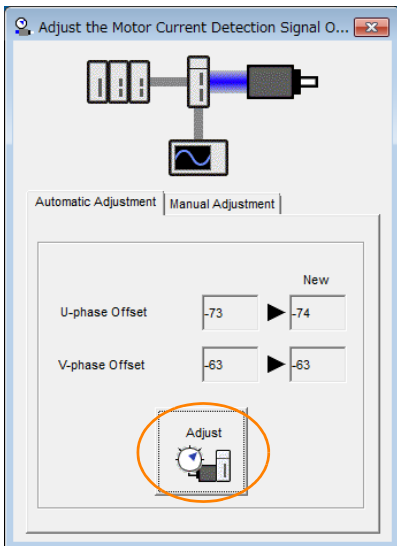 Adjust the Motor Current Detection Signal O...
Automatic Adjustment Manual Adjustment
New
U-phase Offset -73 -74
V-phase Offset -63 -63
Adjust